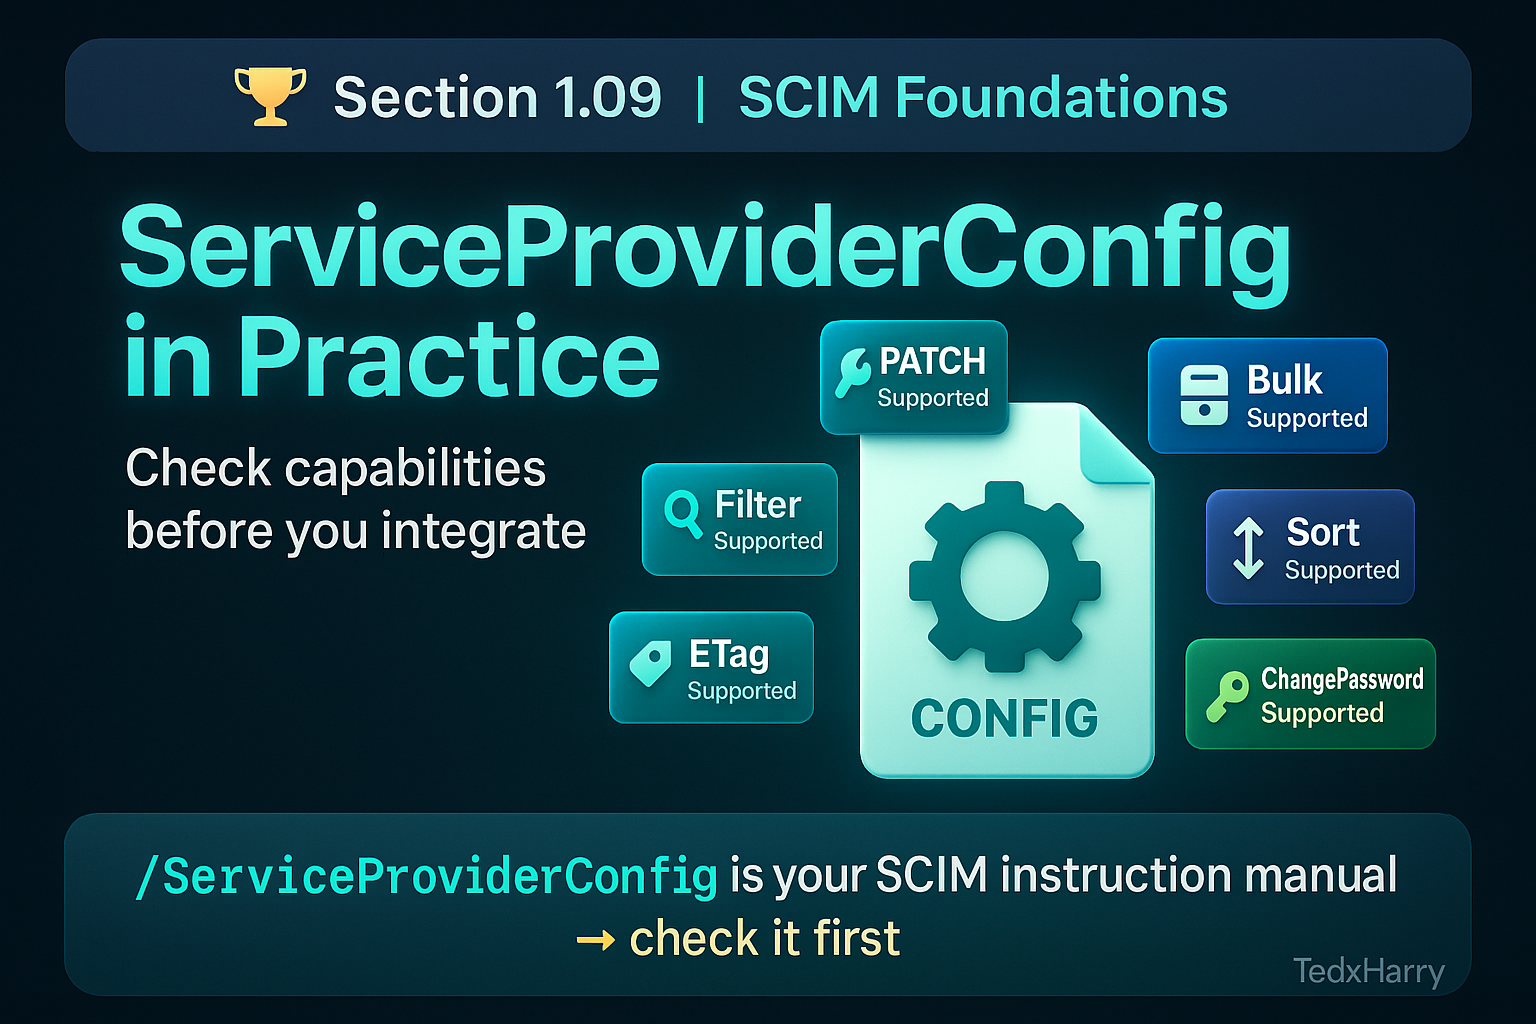 Section 1.09 | SCIM Foundations
ServiceProviderConfig
in Practice
Check capabilities
before you integrate
PATCH
Supported
Bulk
Supported
Filter
Supported
Sort
Supported
ETag
Supported
ChangePassword
Supported
CONFIG
/ServiceProviderConfig is your SCIM instruction manual
→ check it first
TedxHarry